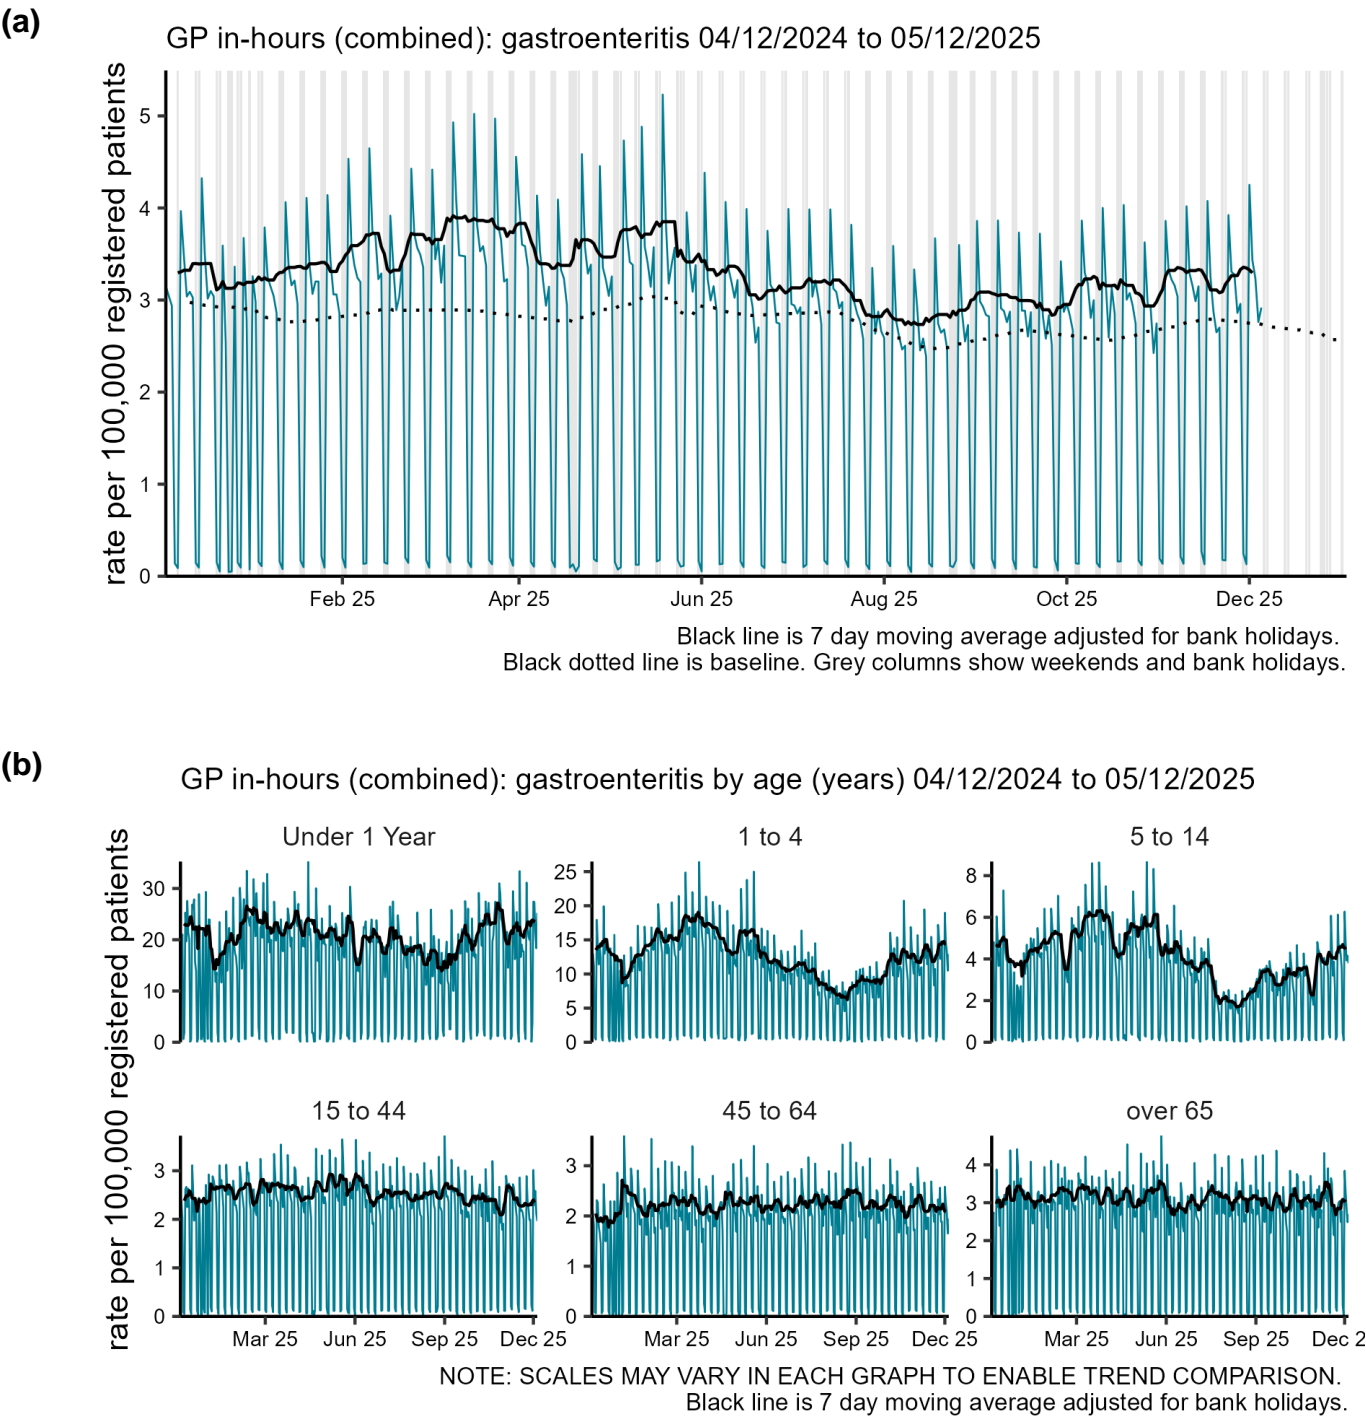 (a)
GP in-hours (combined): gastroenteritis 04/12/2024 to 05/12/2025
rate per 100,000 registered patients
5
4
3
2
1
0
Feb 25 Apr 25 Jun 25 Aug 25 Oct 25 Dec 25
Black line is 7 day moving average adjusted for bank holidays.
Black dotted line is baseline. Grey columns show weekends and bank holidays.
(b)
GP in-hours (combined): gastroenteritis by age (years) 04/12/2024 to 05/12/2025
rate per 100,000 registered patients
Under 1 Year
30
20
10
0
1 to 4
25
20
15
10
5
0
5 to 14
8
6
4
2
0
15 to 44
3
2
1
0
Mar 25 Jun 25 Sep 25 Dec 25
45 to 64
3
2
1
0
Mar 25 Jun 25 Sep 25 Dec 25
over 65
4
3
2
1
0
Mar 25 Jun 25 Sep 25 Dec 2
NOTE: SCALES MAY VARY IN EACH GRAPH TO ENABLE TREND COMPARISON.
Black line is 7 day moving average adjusted for bank holidays.